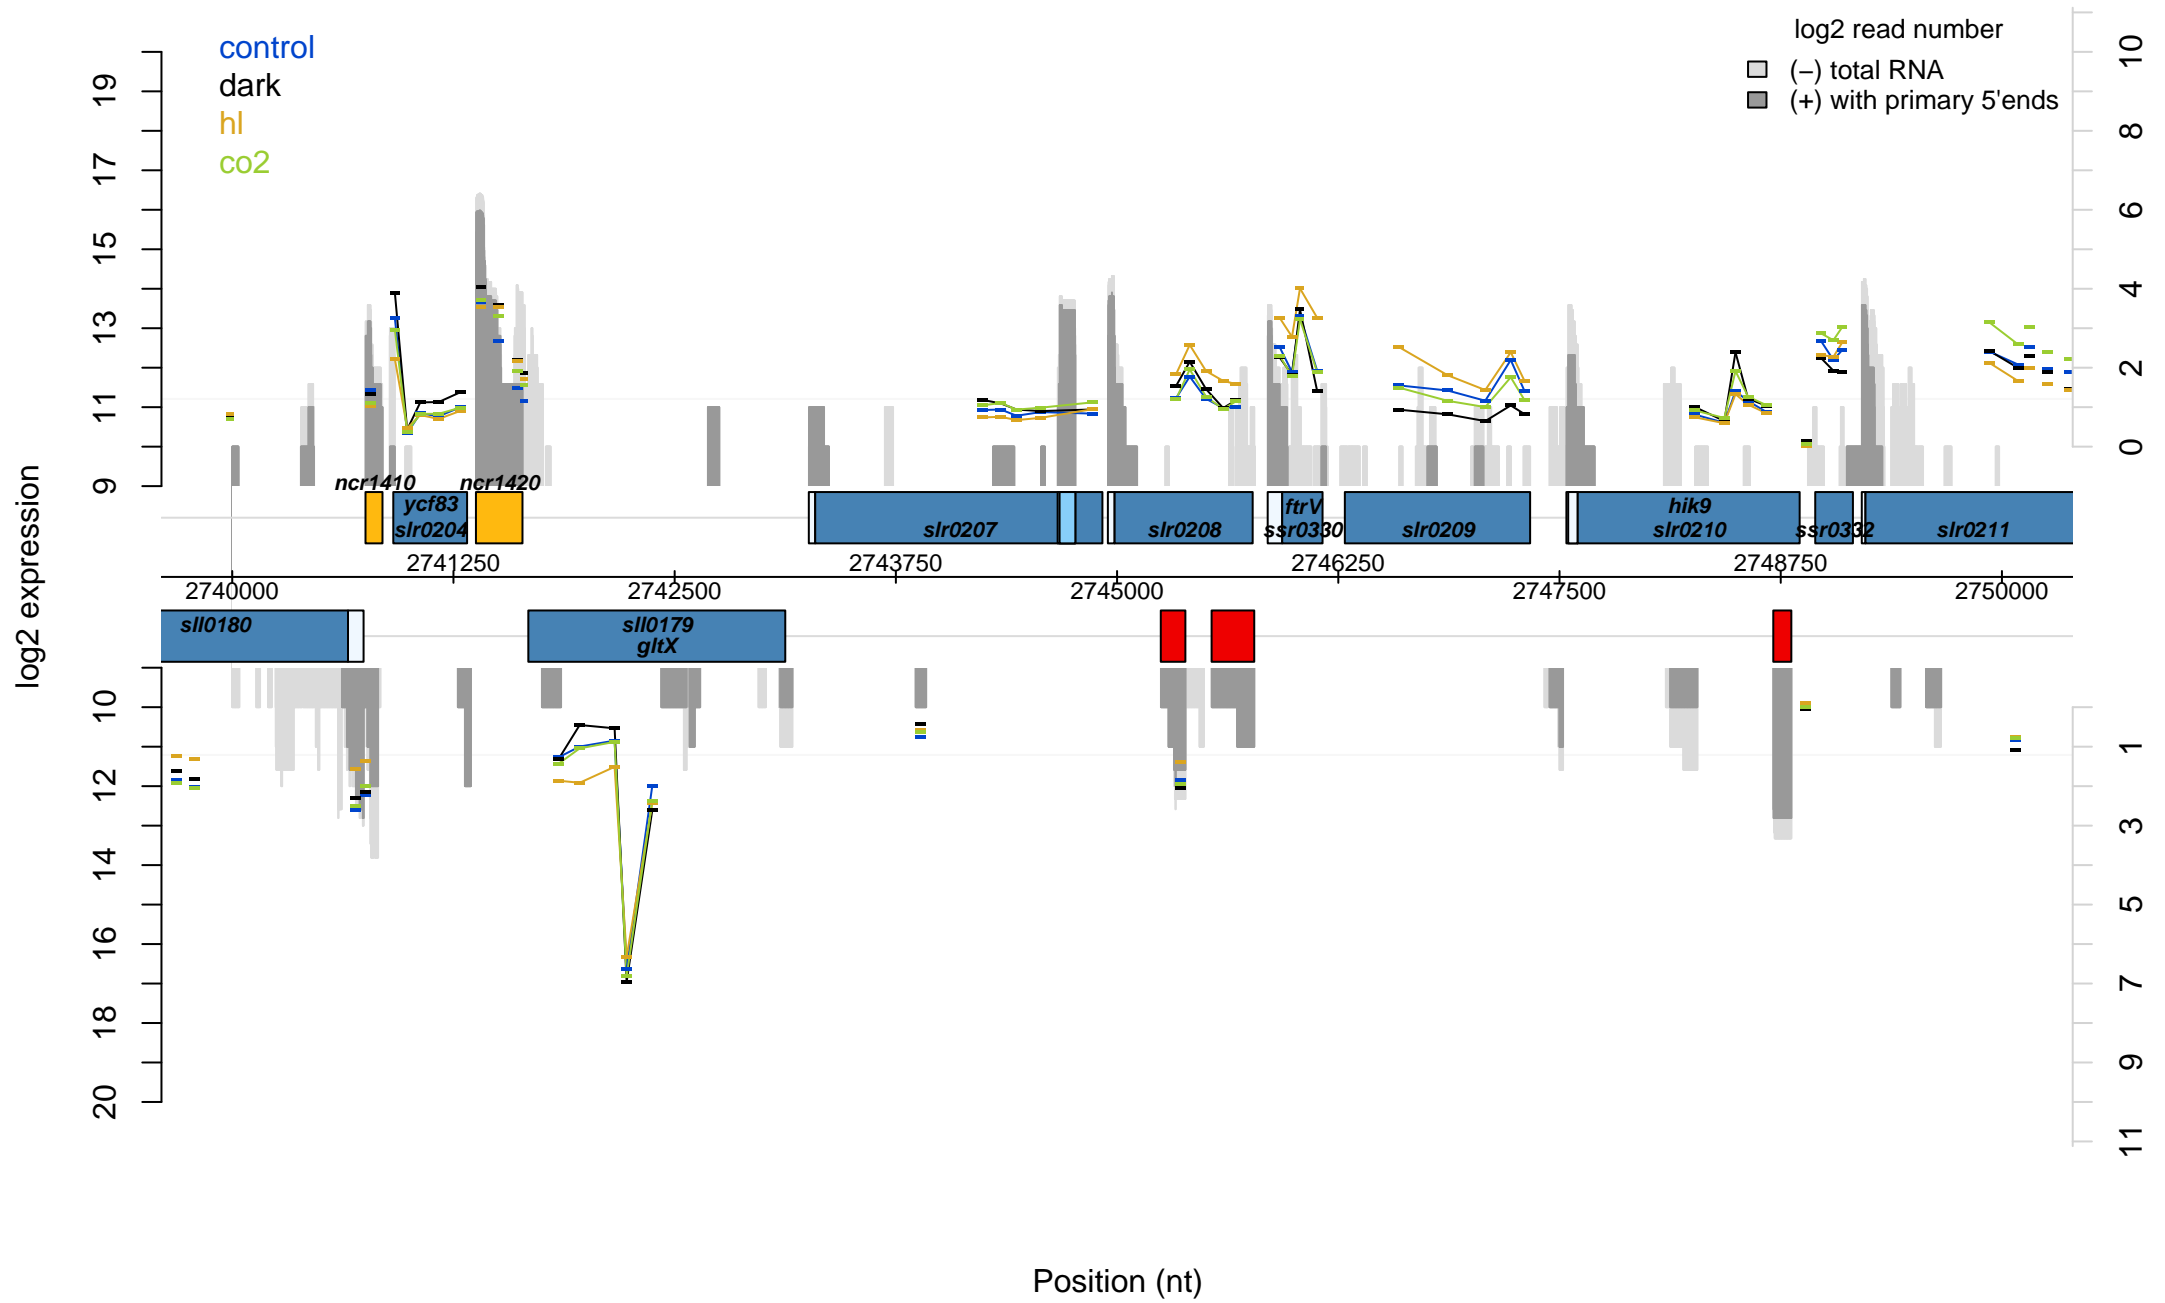 control
dark
hl
co2
log2 read number
(−) total RNA
(+) with primary 5'ends
19
17
15
13
11
9
10
8
6
4
2
0
log2 expression
ncr1410
ncr1420
ycf83
slr0204
slr0207
slr0208
ftrV
ssr0330
slr0209
hik9
slr0210
ssr0332
slr0211
2741250
2743750
2746250
2748750
2740000
2742500
2745000
2747500
2750000
sll0180
sll0179
gltX
10
12
14
16
18
20
1
3
5
7
9
11
Position (nt)